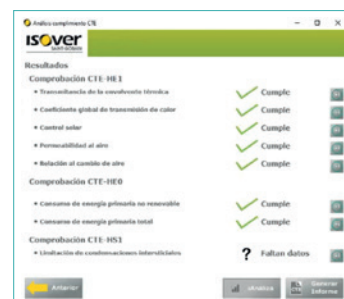 Análisis cumplimiento CTE
isover
SAINT-GOBAIN
Resultados
Comprobación CTE-HE1
• Transmitancia de la envolvente térmica Cumple
• Coeficiente global de transmisión de calor Cumple
• Control solar Cumple
• Permeabilidad al aire Cumple
• Relación al cambio de aire Cumple
Comprobación CTE-HE0
• Consumo de energía primaria no renovable Cumple
• Consumo de energía primaria total Cumple
Comprobación CTE-HS1
• Limitación de condensaciones intersticiales ? Faltan datos
Anterior
Generar
Informe